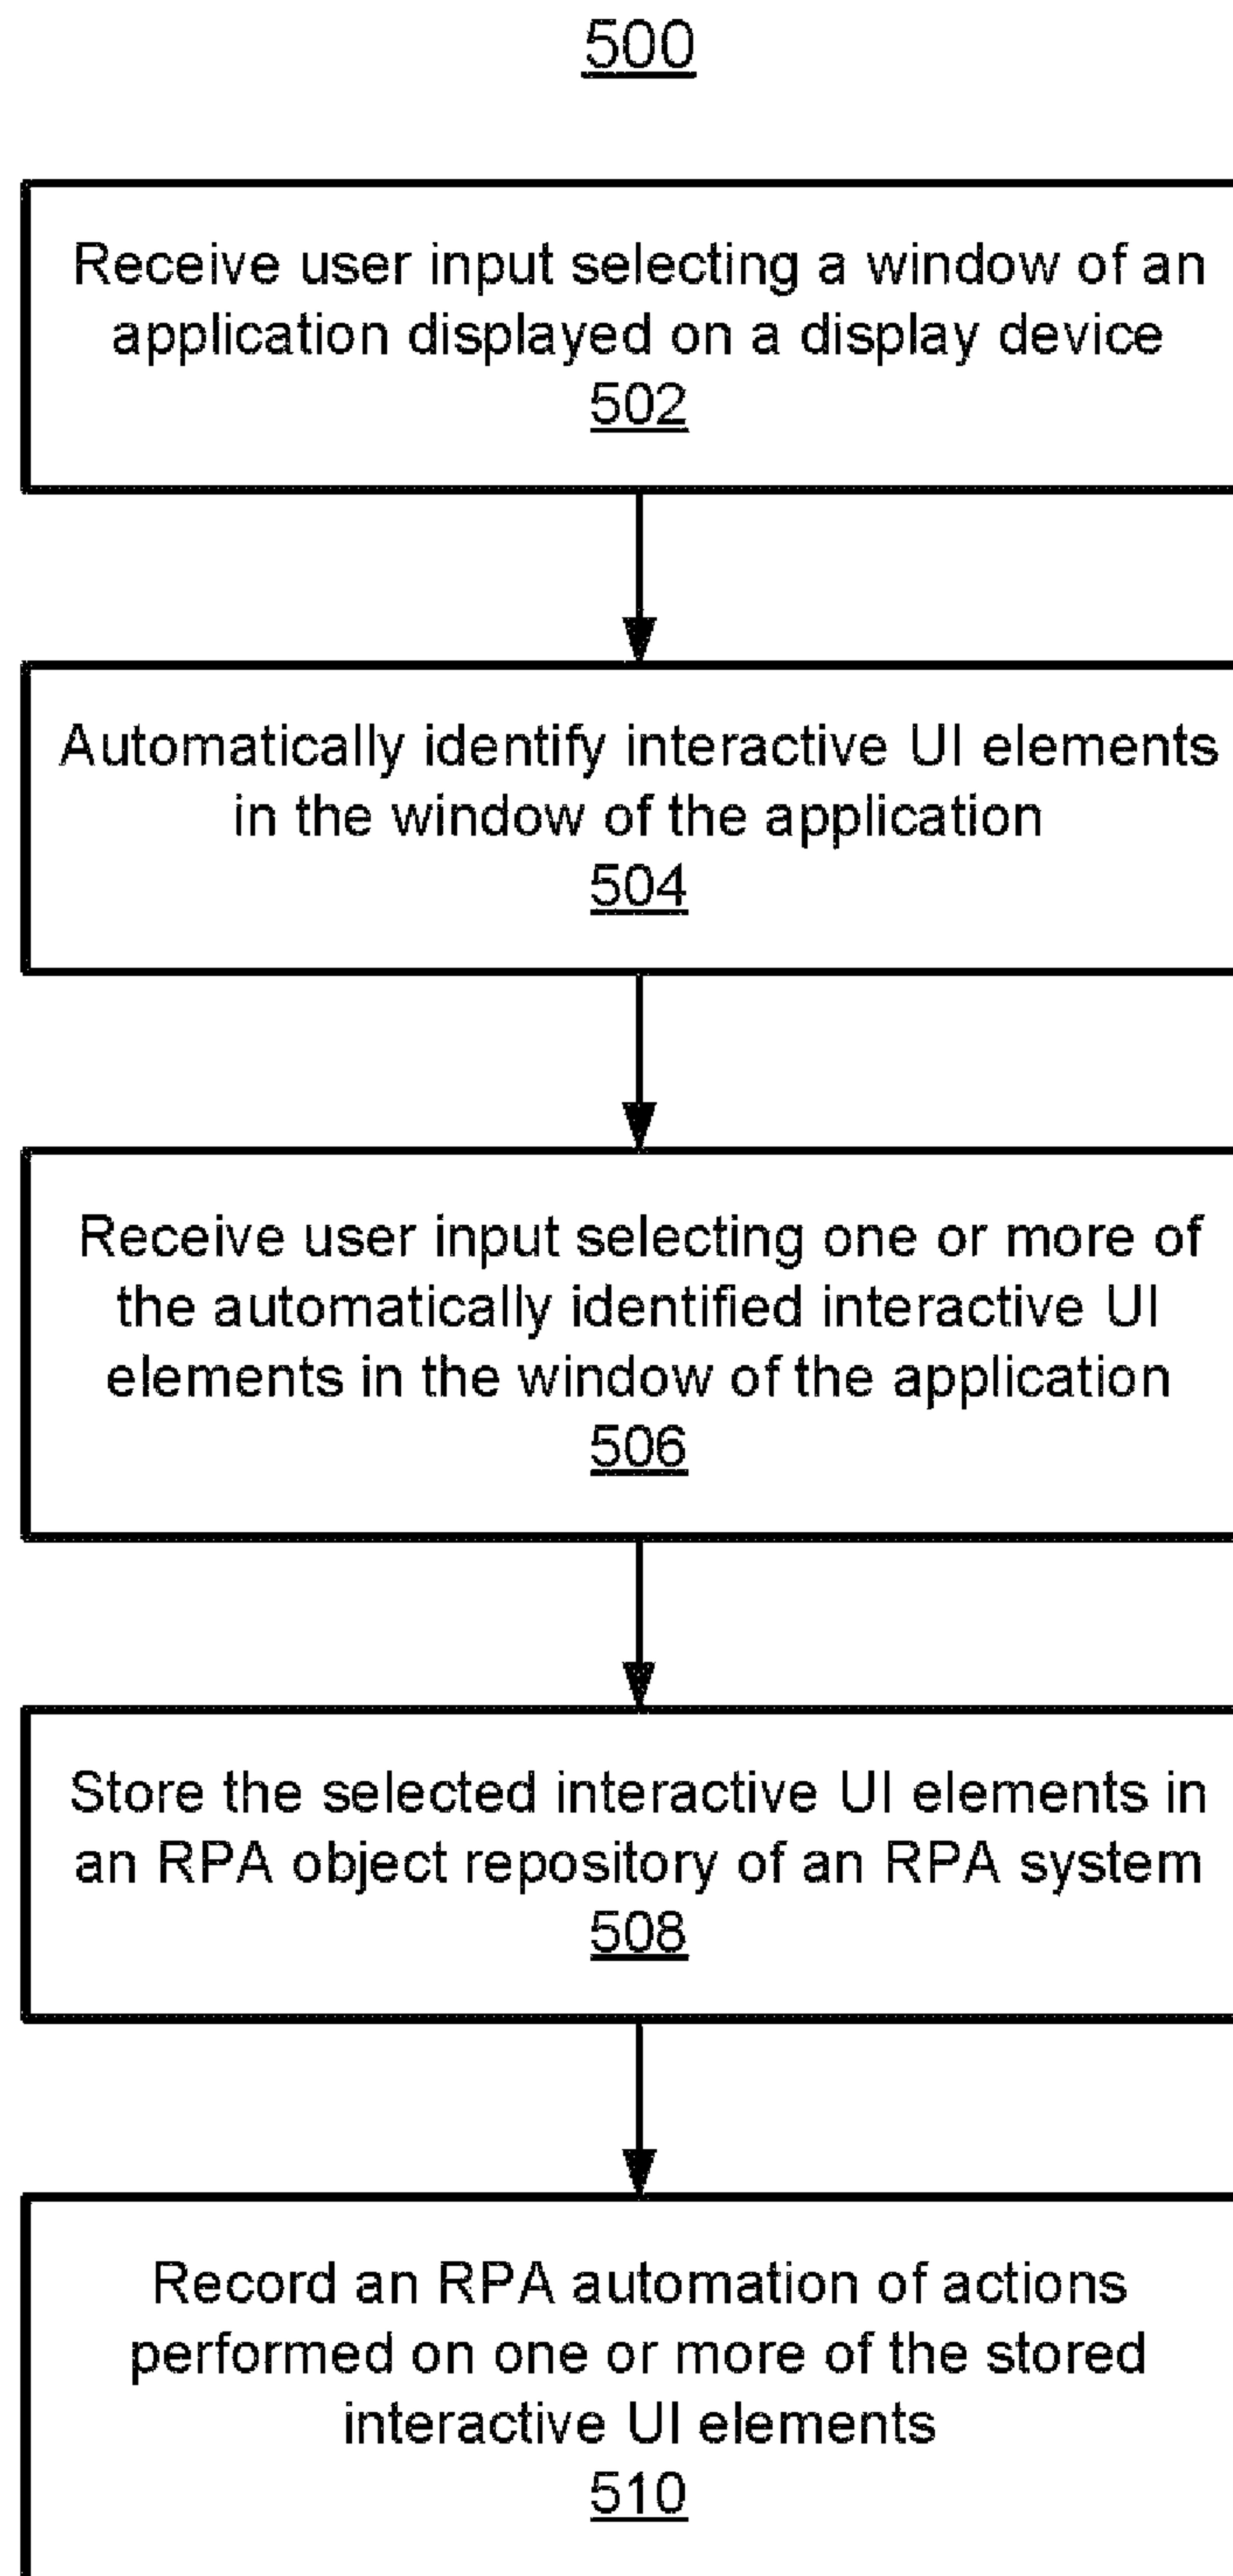 500
Receive user input selecting a window of an
application displayed on a display device
502
Automatically identify interactive UI elements
in the window of the application
504
Receive user input selecting one or more of
the automatically identified interactive UI
elements in the window of the application
506
Store the selected interactive UI elements in
an RPA object repository of an RPA system
508
Record an RPA automation of actions
performed on one or more of the stored
interactive UI elements
510